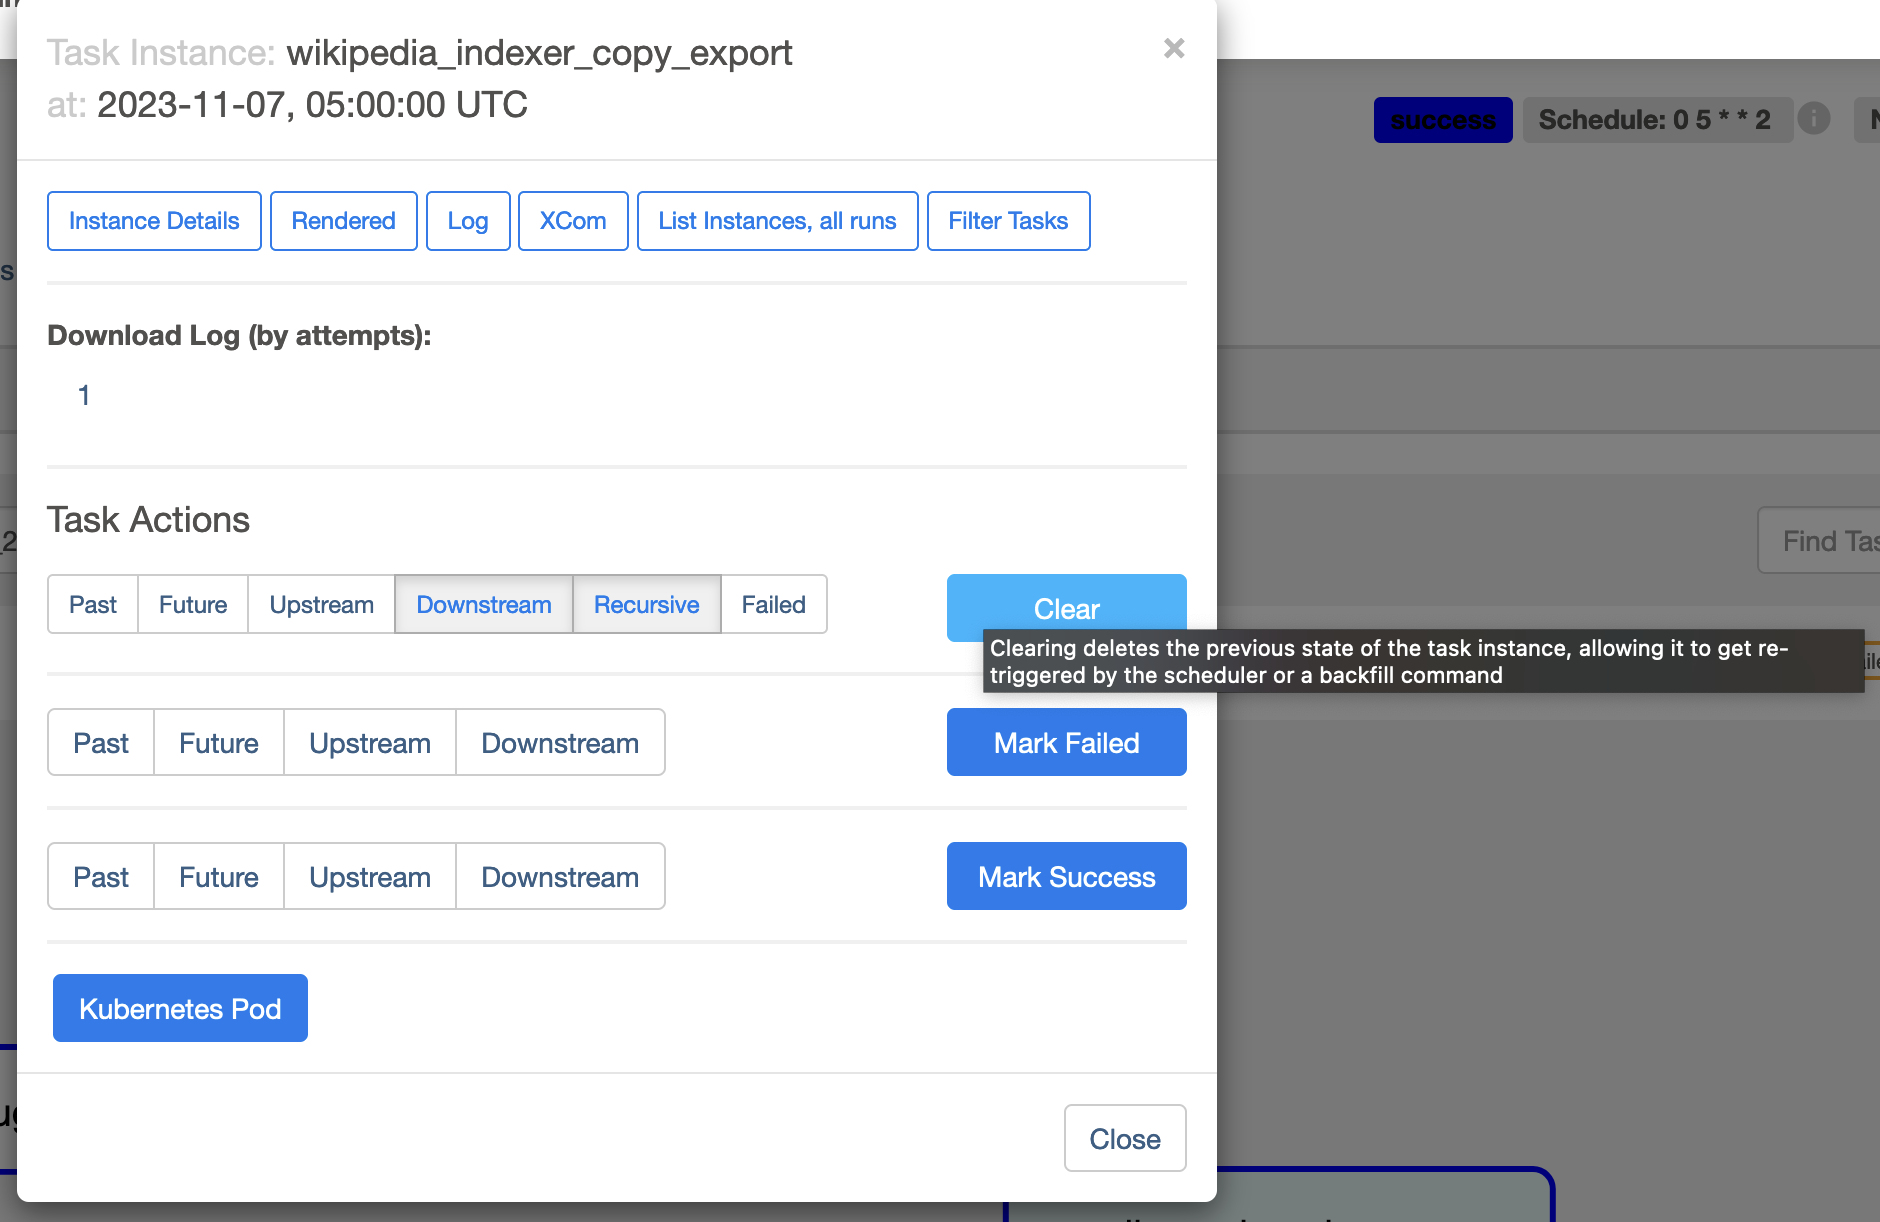 Task Instance: wikipedia_indexer_copy_export
at: 2023-11-07, 05:00:00 UTC
×
success
Schedule: 0 5 * * 2
Instance Details
Rendered
Log
XCom
List Instances, all runs
Filter Tasks
Download Log (by attempts):
1
Task Actions
Find Tas
Past
Future
Upstream
Downstream
Recursive
Failed
Clear
Clearing deletes the previous state of the task instance, allowing it to get re-
triggered by the scheduler or a backfill command
Past
Future
Upstream
Downstream
Mark Failed
Past
Future
Upstream
Downstream
Mark Success
Kubernetes Pod
Close